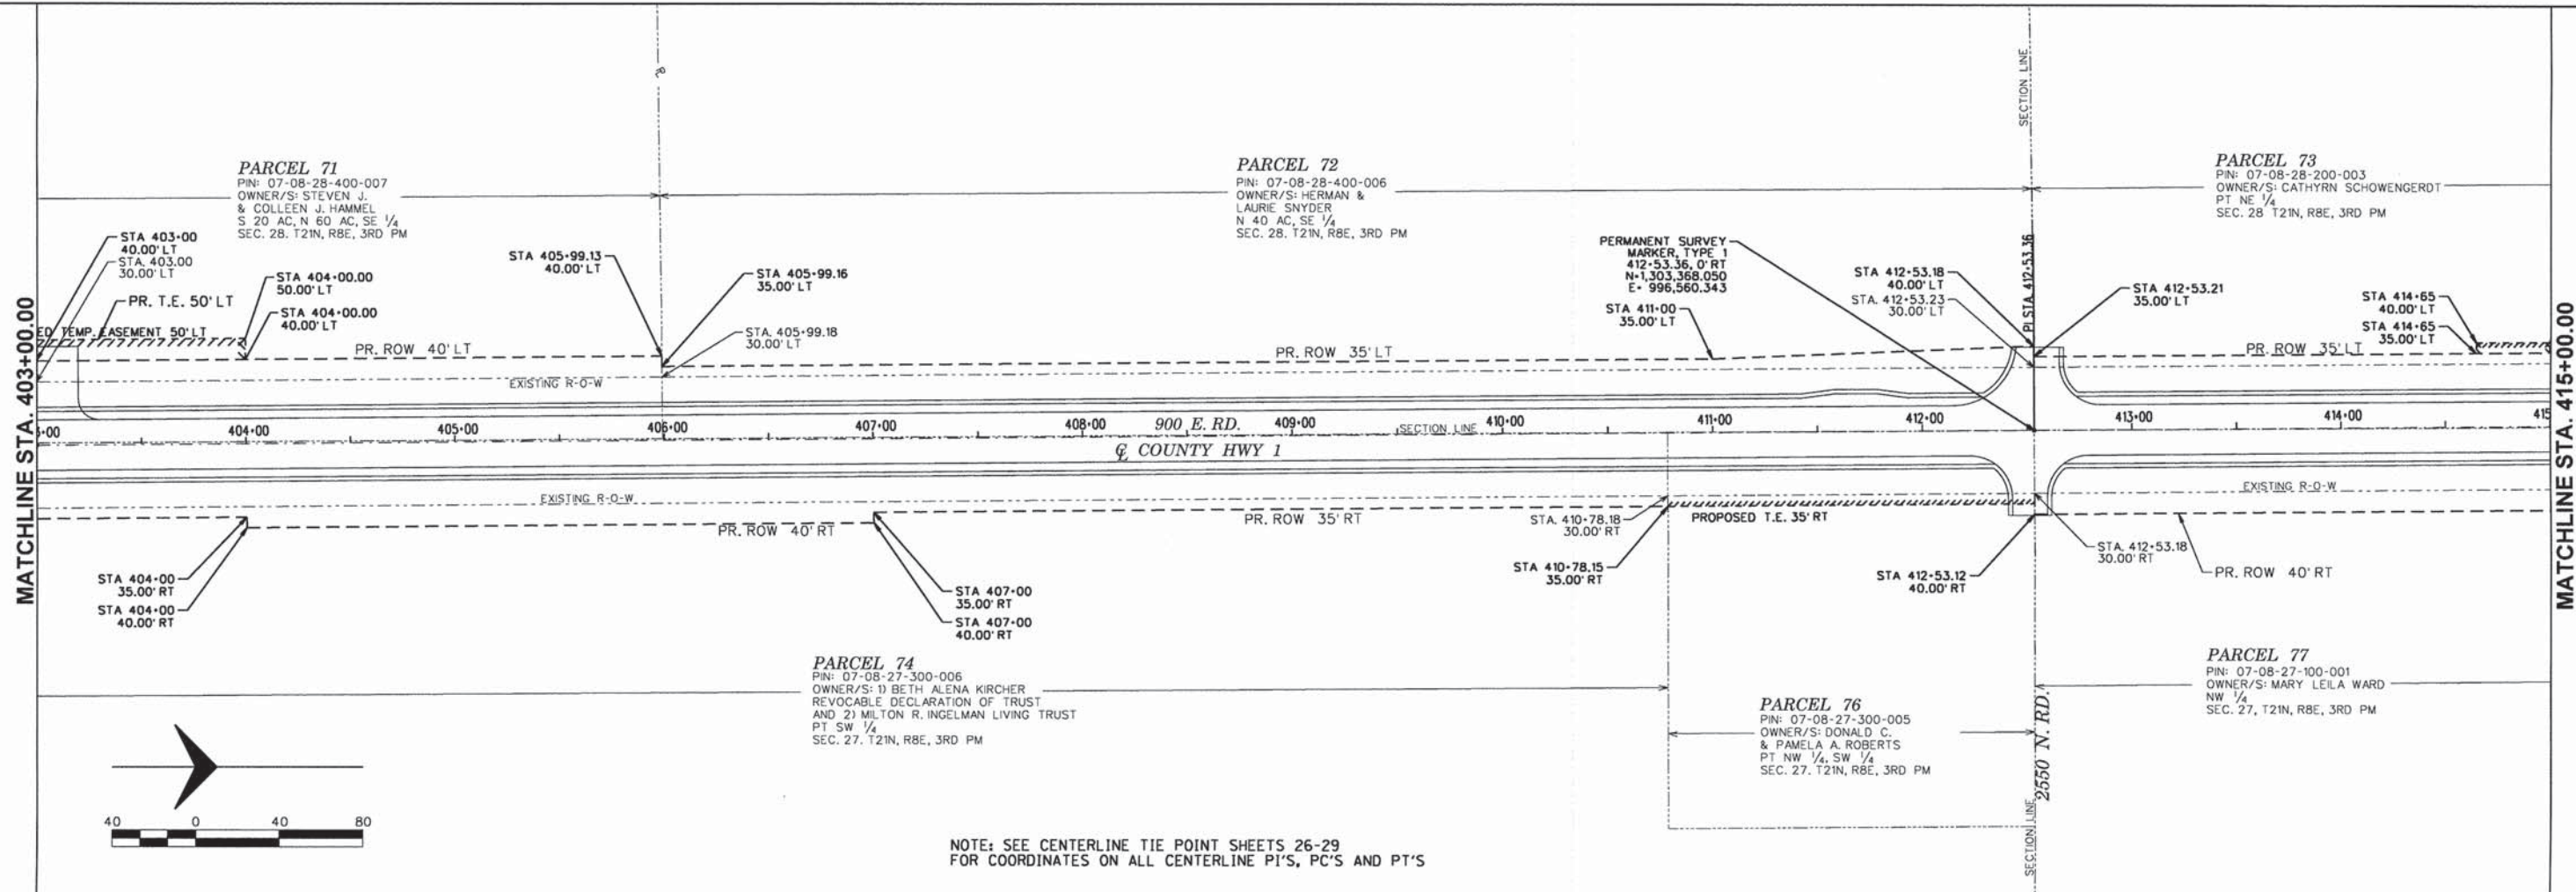 MATCHLINE STA. 403+00.00
PARCEL 71
PIN: 07-08-28-400-007
OWNER/S: STEVEN J.
& COLLEEN J. HAMMEL
S 20 AC, N 60 AC, SE 1/4
SEC. 28. T21N, R8E, 3RD PM
STA 403+00
40.00' LT
STA. 403.00
30.00' LT
PR. T.E. 50' LT
ED TEMP. EASEMENT 50' LT
STA 404+00.00
50.00' LT
STA 404+00.00
40.00' LT
PR. ROW 40' LT
STA 405+99.13
40.00' LT
STA 405+99.16
35.00' LT
STA. 405+99.18
30.00' LT
EXISTING R-O-W
PARCEL 72
PIN: 07-08-28-400-006
OWNER/S: HERMAN &
LAURIE SNYDER
N 40 AC, SE 1/4
SEC. 28. T21N, R8E, 3RD PM
PR. ROW 35' LT
PERMANENT SURVEY
MARKER, TYPE 1
412+53.36, 0' RT
N=1,303,368.050
E= 996,560.343
STA 411+00
35.00' LT
STA 412+53.18
40.00' LT
STA. 412+53.23
30.00' LT
SECTION LINE
PI STA. 412+53.36
STA 412+53.21
35.00' LT
PARCEL 73
PIN: 07-08-28-200-003
OWNER/S: CATHYRN SCHOWENGERDT
PT NE 1/4
SEC. 28 T21N, R8E, 3RD PM
STA 414+65
40.00' LT
STA 414+65
35.00' LT
PR. ROW 35' LT
MATCHLINE STA. 415+00.00
3+00
404+00
405+00
406+00
407+00
408+00
900 E. RD.
409+00
SECTION LINE
410+00
411+00
412+00
413+00
414+00
415
℄ COUNTY HWY 1
EXISTING R-O-W
EXISTING R-O-W
PR. ROW 40' RT
PR. ROW 35' RT
STA 404+00
35.00' RT
STA 404+00
40.00' RT
STA 407+00
35.00' RT
STA 407+00
40.00' RT
STA. 410+78.18
30.00' RT
STA 410+78.15
35.00' RT
PROPOSED T.E. 35' RT
STA 412+53.12
40.00' RT
STA. 412+53.18
30.00' RT
PR. ROW 40' RT
PARCEL 74
PIN: 07-08-27-300-006
OWNER/S: 1) BETH ALENA KIRCHER
REVOCABLE DECLARATION OF TRUST
AND 2) MILTON R. INGELMAN LIVING TRUST
PT SW 1/4
SEC. 27. T21N, R8E, 3RD PM
PARCEL 76
PIN: 07-08-27-300-005
OWNER/S: DONALD C.
& PAMELA A. ROBERTS
PT NW 1/4, SW 1/4
SEC. 27. T21N, R8E, 3RD PM
2550 N. RD.
SECTION LINE
PARCEL 77
PIN: 07-08-27-100-001
OWNER/S: MARY LEILA WARD
NW 1/4
SEC. 27, T21N, R8E, 3RD PM
40 0 40 80
NOTE: SEE CENTERLINE TIE POINT SHEETS 26-29
FOR COORDINATES ON ALL CENTERLINE PI'S, PC'S AND PT'S